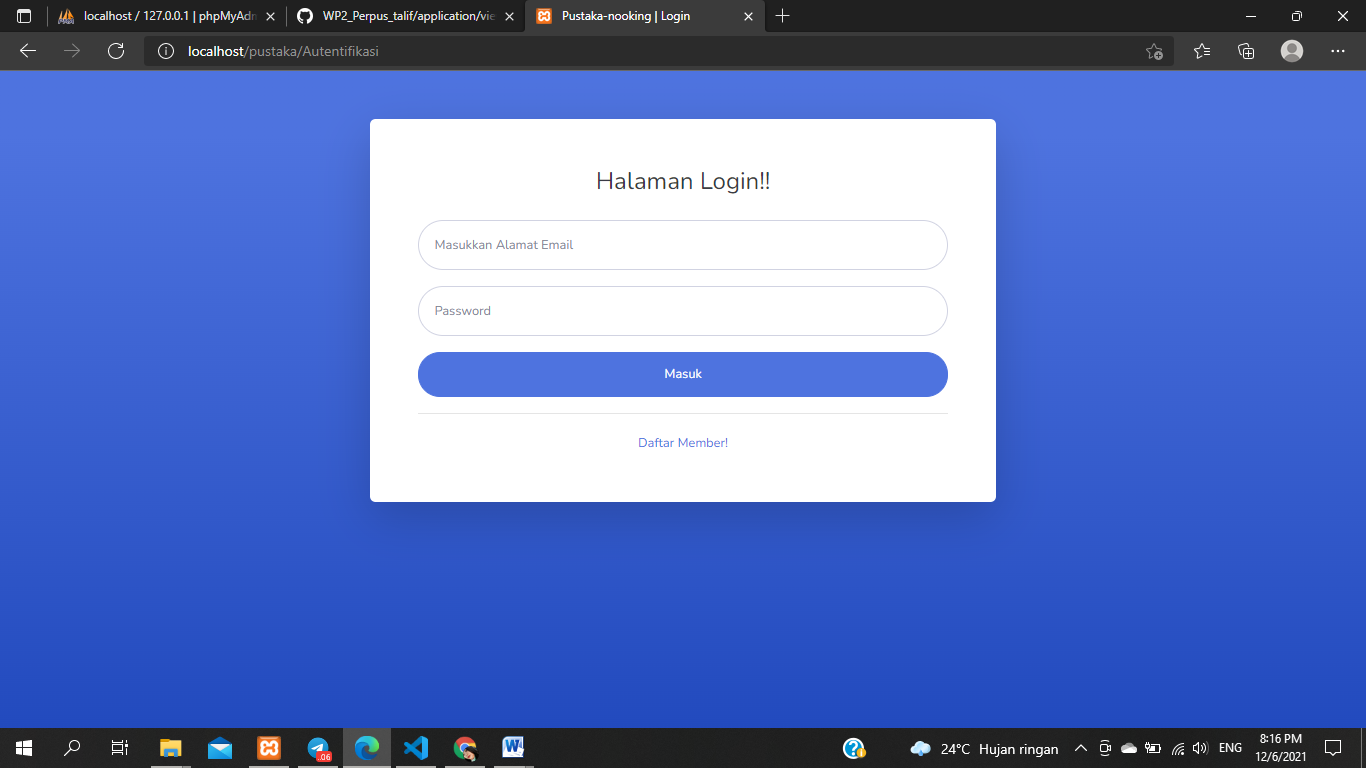 localhost / 127.0.0.1 | phpMyAdm
WP2_Perpus_talif/application/vie
Pustaka-nooking | Login
localhost/pustaka/Autentifikasi
Halaman Login!!
Masukkan Alamat Email
Password
Masuk
Daftar Member!
.06
24°C Hujan ringan
ENG
8:16 PM
12/6/2021